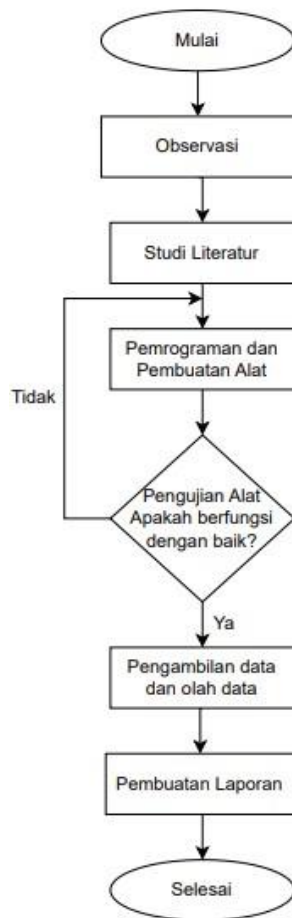 Mulai
Observasi
Studi Literatur
Pemrograman dan
Pembuatan Alat
Tidak
Pengujian Alat
Apakah berfungsi
dengan baik?
Ya
Pengambilan data
dan olah data
Pembuatan Laporan
Selesai